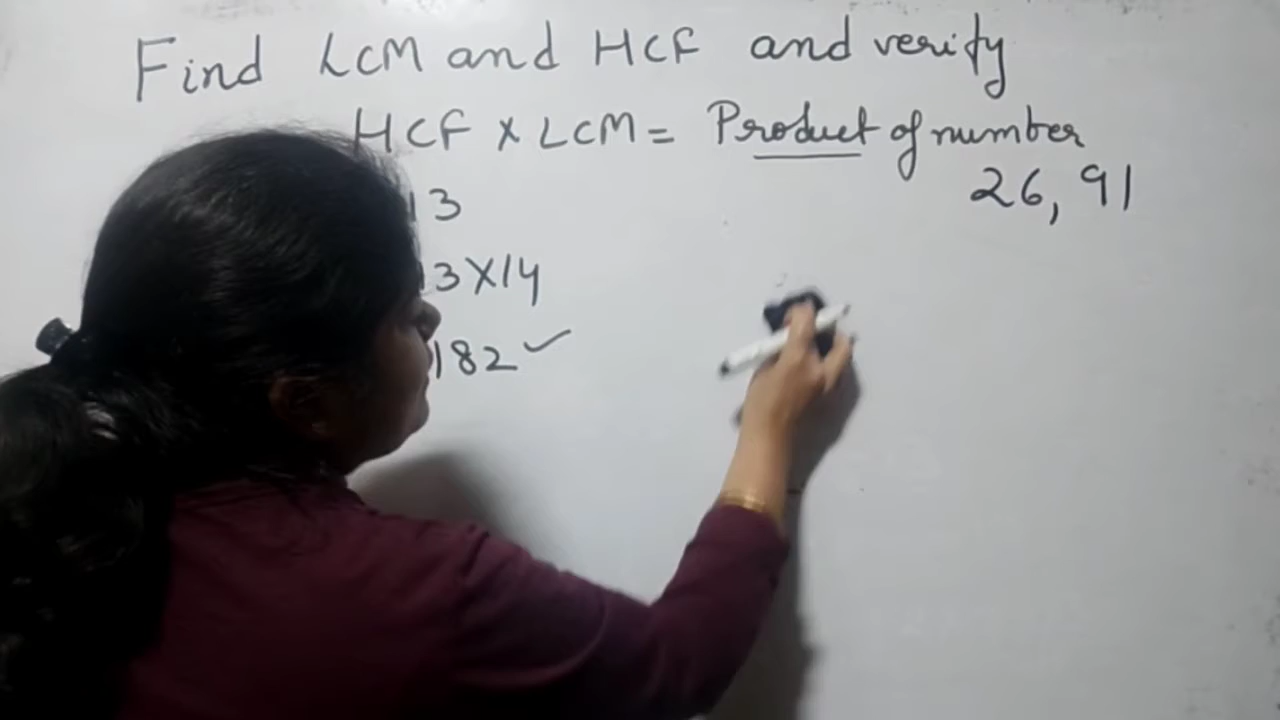 Find LCM and HCF and verify
HCF x LCM = Product of number
26, 91
13
13X14
182 ✓